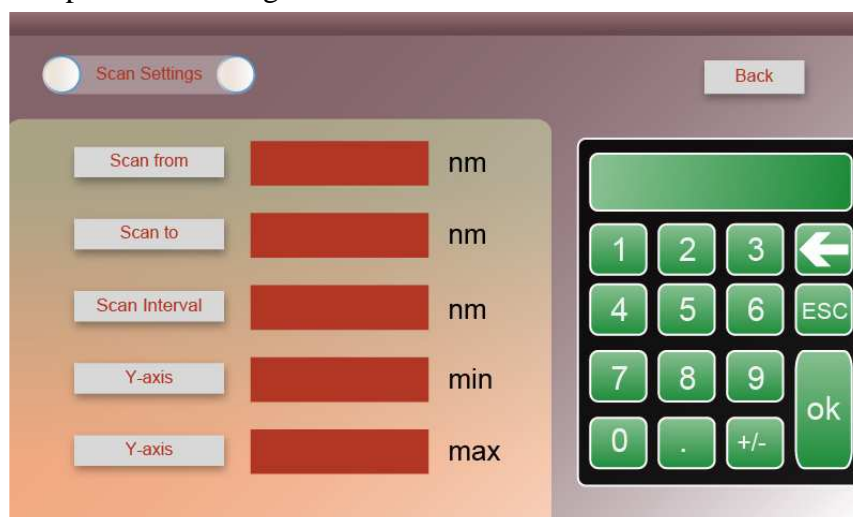 Scan Settings
Back
Scan from nm
Scan to nm
Scan Interval nm
Y-axis min
Y-axis max
1 2 3
4 5 6 ESC
7 8 9 ok
0 . +/-